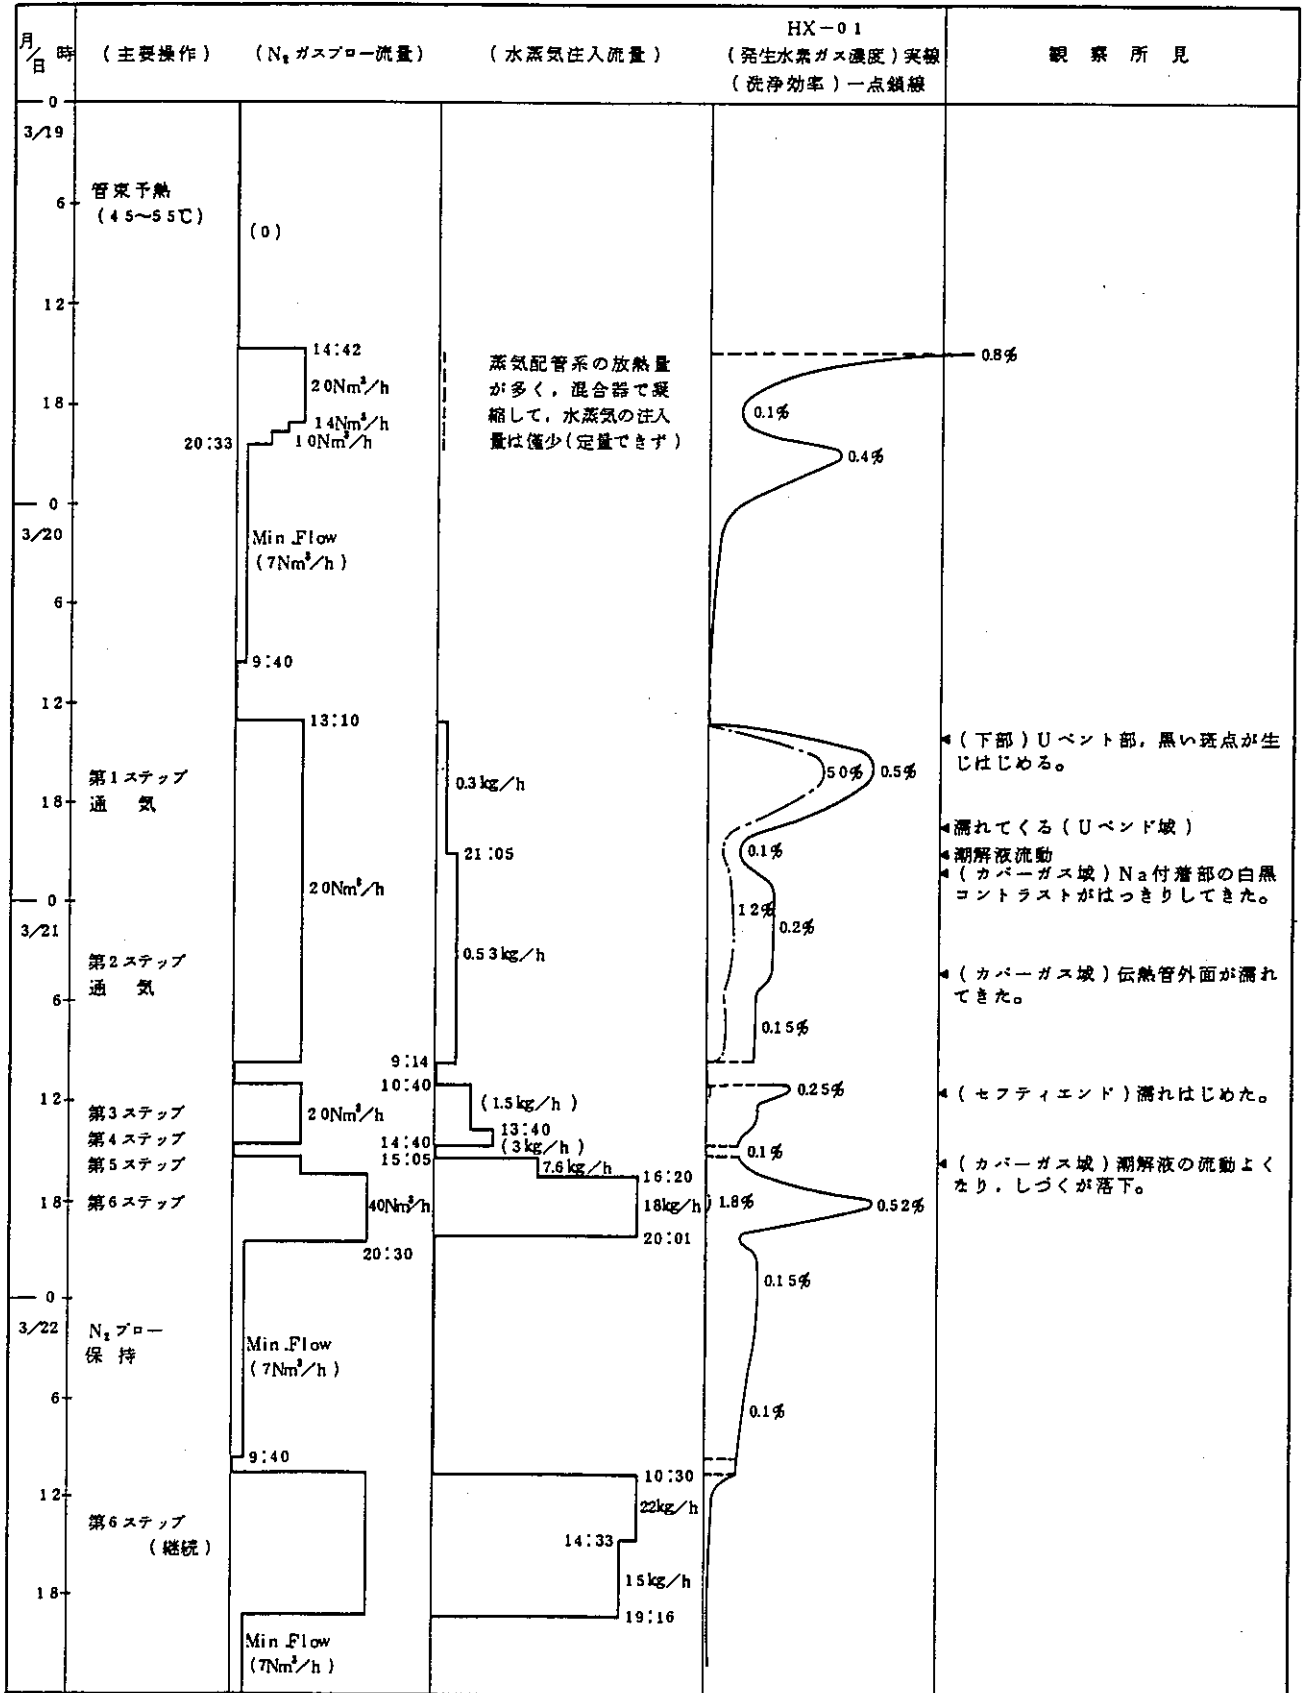 月/日 時
(主要操作)
(N₂ガスブロー流量)
(水蒸気注入流量)
HX-01
(発生水素ガス濃度)実線
(洗浄効率)一点鎖線
観察所見
0
3/19
管束予熱
(45~55℃)
6
(0)
12
14:42
20Nm³/h
蒸気配管系の放熱量
が多く,混合器で凝
縮して,水蒸気の注入
量は僅少(定量できず)
0.8%
18
14Nm³/h
10Nm³/h
20:33
0.1%
0.4%
0
3/20
Min.Flow
(7Nm³/h)
6
9:40
12
13:10
(下部)Uベント部,黒い斑点が生
じはじめる。
第1ステップ
通気
0.3kg/h
50%
0.5%
18
濡れてくる(Uベンド域)
21:05
0.1%
潮解液流動
(カバーガス域)Na付着部の白黒
コントラストがはっきりしてきた。
20Nm³/h
0
3/21
12%
0.2%
第2ステップ
通気
0.53kg/h
(カバーガス域)伝熱管外面が濡れ
てきた。
6
0.15%
9:14
10:40
0.25%
12
(セフティエンド)濡れはじめた。
第3ステップ
20Nm³/h
(1.5kg/h)
13:40
第4ステップ
14:40
(3kg/h)
0.1%
第5ステップ
15:05
7.6kg/h
16:20
(カバーガス域)潮解液の流動よく
なり,しづくが落下。
18
第6ステップ
40Nm³/h
18kg/h
1.8%
0.52%
20:01
20:30
0.15%
0
3/22
N₂ブロー
保持
Min.Flow
(7Nm³/h)
6
0.1%
9:40
10:30
12
22kg/h
第6ステップ
(継続)
14:33
15kg/h
18
19:16
Min.Flow
(7Nm³/h)